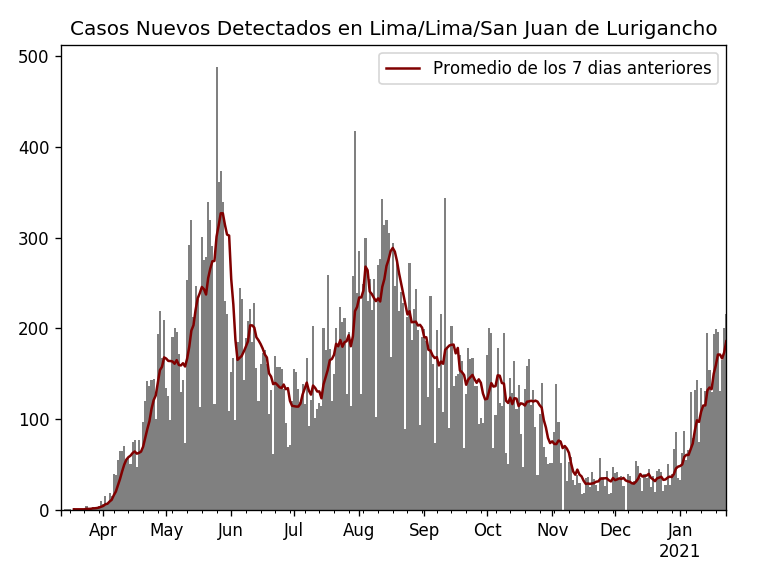 Casos Nuevos Detectados en Lima/Lima/San Juan de Lurigancho
Promedio de los 7 dias anteriores
500
400
300
200
100
0
Apr May Jun Jul Aug Sep Oct Nov Dec Jan
2021